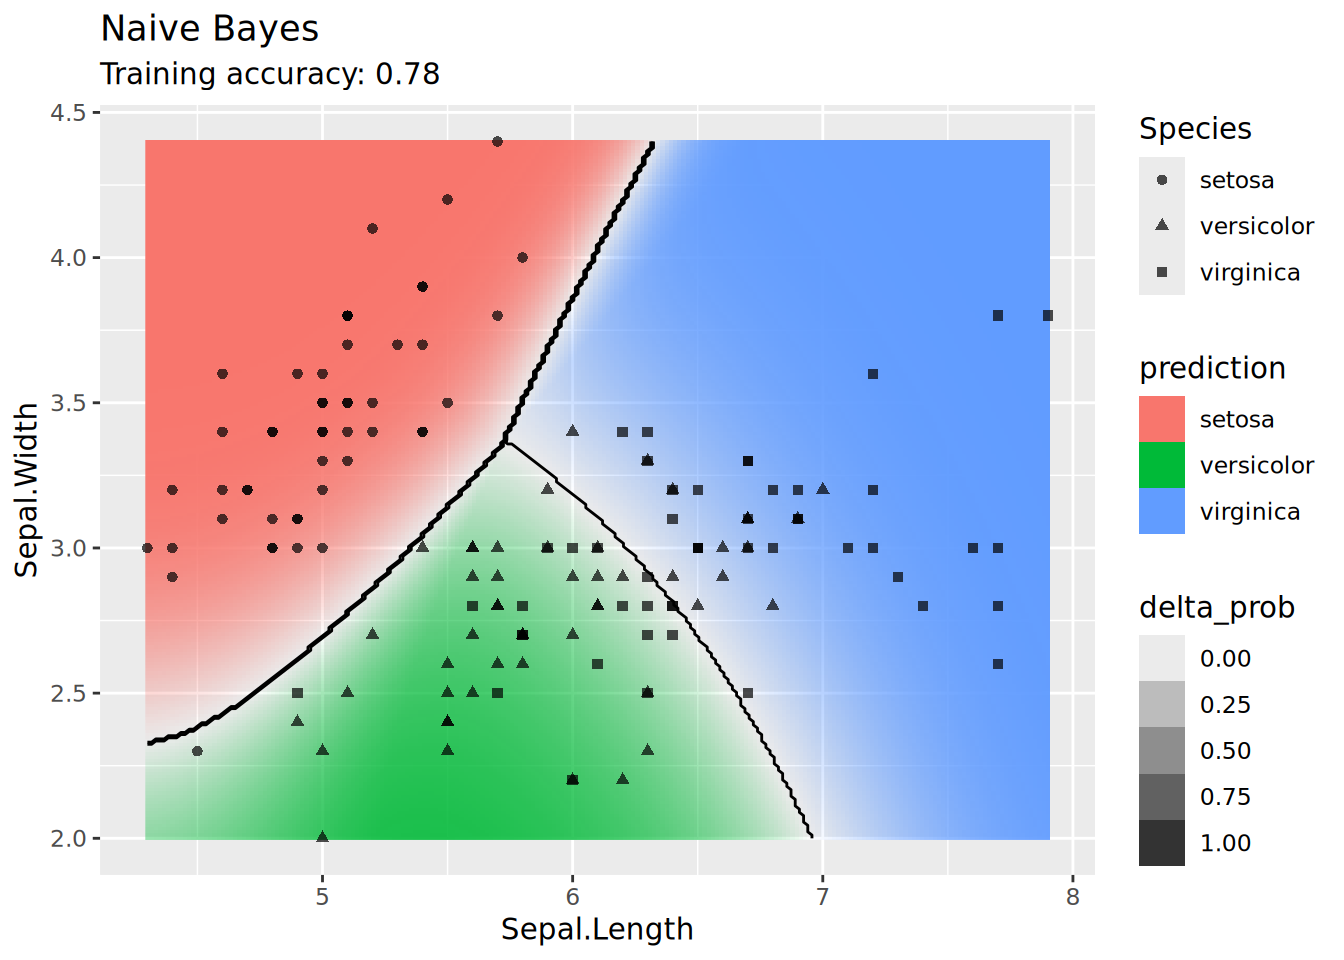 Naive Bayes
Training accuracy: 0.78
4.5
4.0
3.5
3.0
2.5
2.0
Sepal.Width
5
6
7
8
Sepal.Length
Species
setosa
versicolor
virginica
prediction
setosa
versicolor
virginica
delta_prob
0.00
0.25
0.50
0.75
1.00